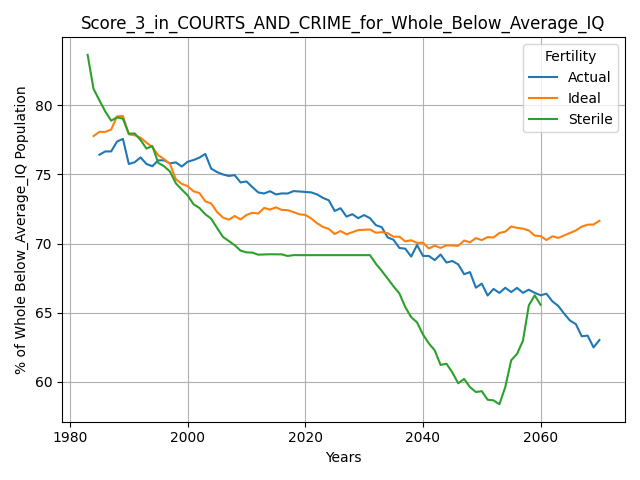 Score_3_in_COURTS_AND_CRIME_for_Whole_Below_Average_IQ
Fertility
Actual
Ideal
Sterile
% of Whole Below_Average_IQ Population
80
75
70
65
60
1980
2000
2020
2040
2060
Years